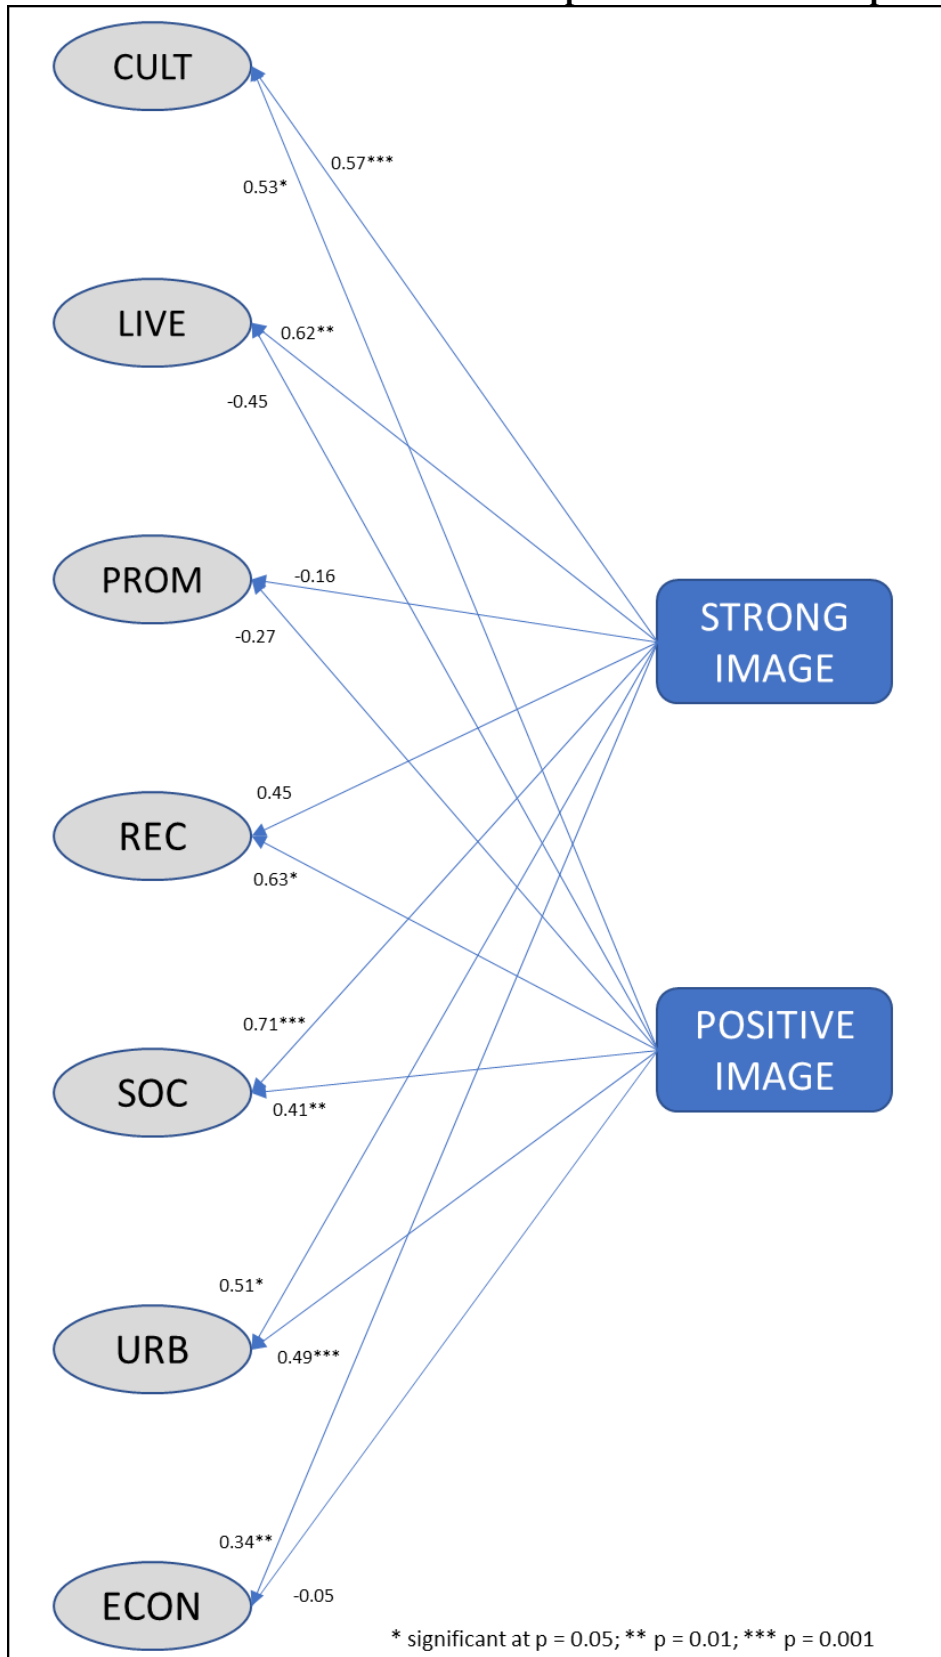 CULT
0.57***
0.53*
LIVE
0.62**
-0.45
PROM
-0.16
-0.27
STRONG
IMAGE
REC
0.45
0.63*
POSITIVE
IMAGE
SOC
0.71***
0.41**
URB
0.51*
0.49***
ECON
0.34**
-0.05
* significant at p = 0.05; ** p = 0.01; *** p = 0.001